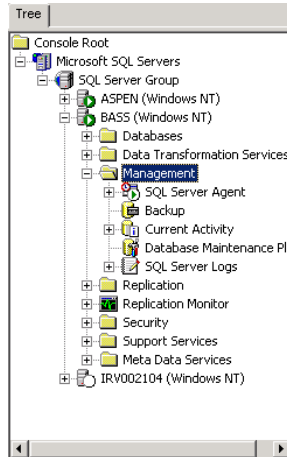 Tree
Console Root
Microsoft SQL Servers
SQL Server Group
ASPEN (Windows NT)
BASS (Windows NT)
Databases
Data Transformation Services
Management
SQL Server Agent
Backup
Current Activity
Database Maintenance Pl
SQL Server Logs
Replication
Replication Monitor
Security
Support Services
Meta Data Services
IRV002104 (Windows NT)